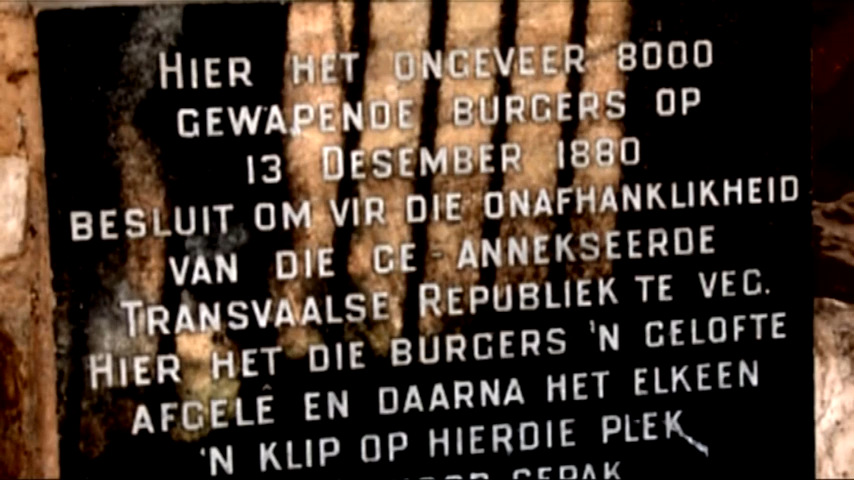 HIER HET ONGEVEER 8000
GEWAPENDE BURGERS OP
13 DESEMBER 1880
BESLUIT OM VIR DIE ONAFHANKLIKHEID
VAN DIE GE-ANNEKSEERDE
TRANSVAALSE REPUBLIEK TE VEG.
HIER HET DIE BURGERS 'N GELOFTE
AFGELÊ EN DAARNA HET ELKEEN
'N KLIP OP HIERDIE PLEK
GEPAK